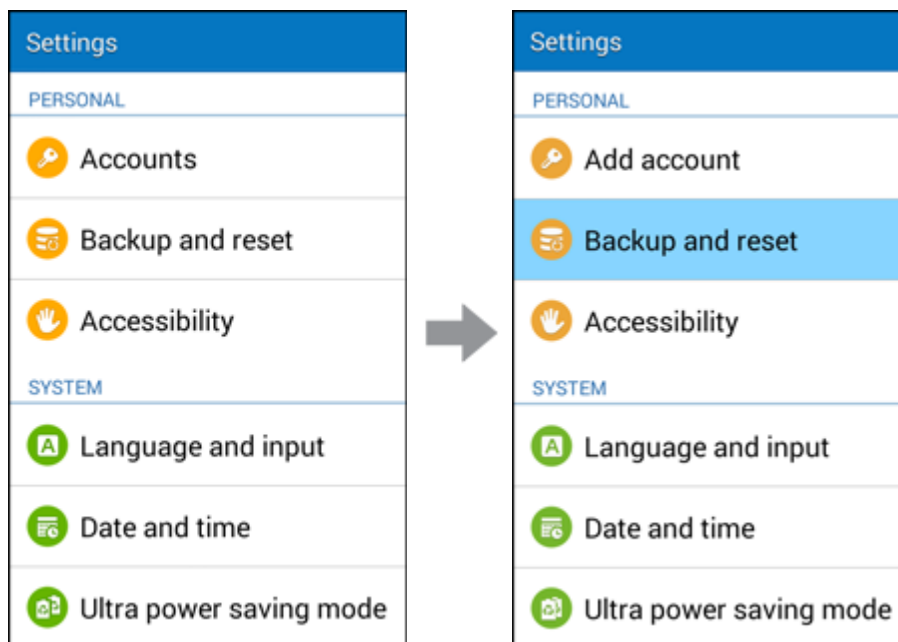 Settings
PERSONAL
Accounts
Backup and reset
Accessibility
SYSTEM
Language and input
Date and time
Ultra power saving mode
Settings
PERSONAL
Add account
Backup and reset
Accessibility
SYSTEM
Language and input
Date and time
Ultra power saving mode